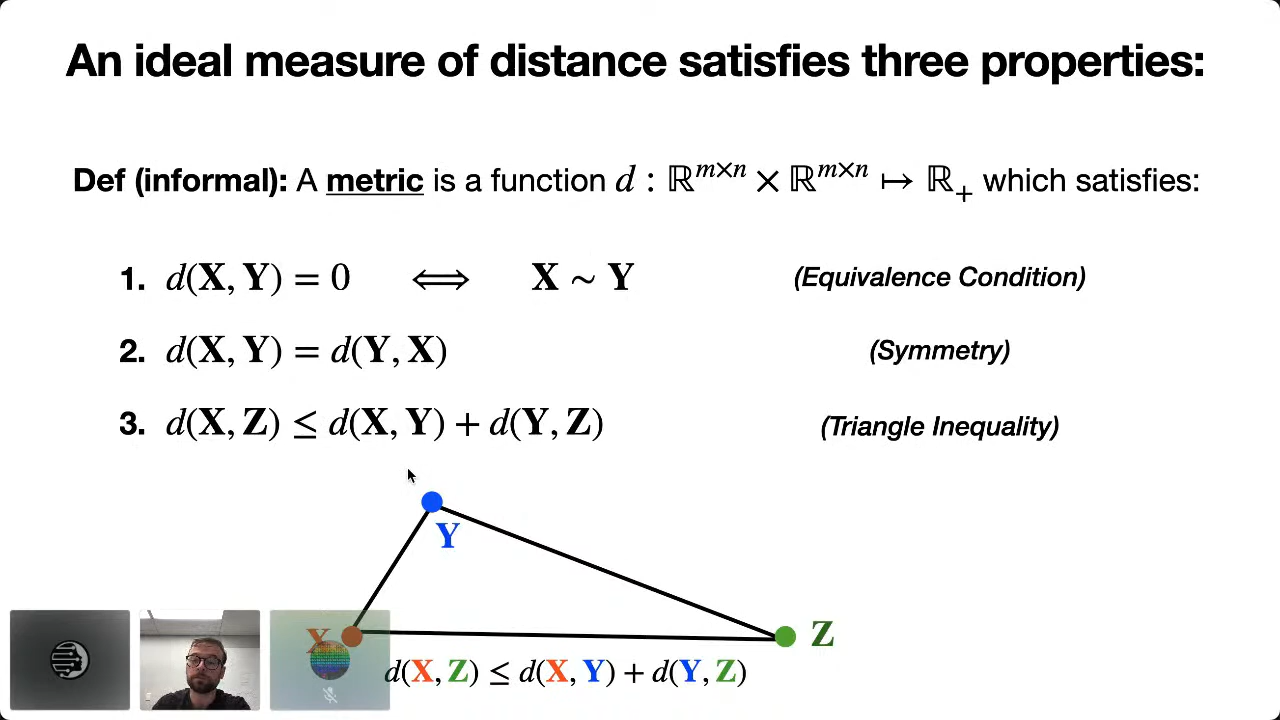 An ideal measure of distance satisfies three properties:
Def (informal): A metric is a function d : ℝ^{m×n} × ℝ^{m×n} ↦ ℝ₊ which satisfies:
1. d(X, Y) = 0 ⟺ X ∼ Y (Equivalence Condition)
2. d(X, Y) = d(Y, X) (Symmetry)
3. d(X, Z) ≤ d(X, Y) + d(Y, Z) (Triangle Inequality)
Y
X
Z
d(X, Z) ≤ d(X, Y) + d(Y, Z)